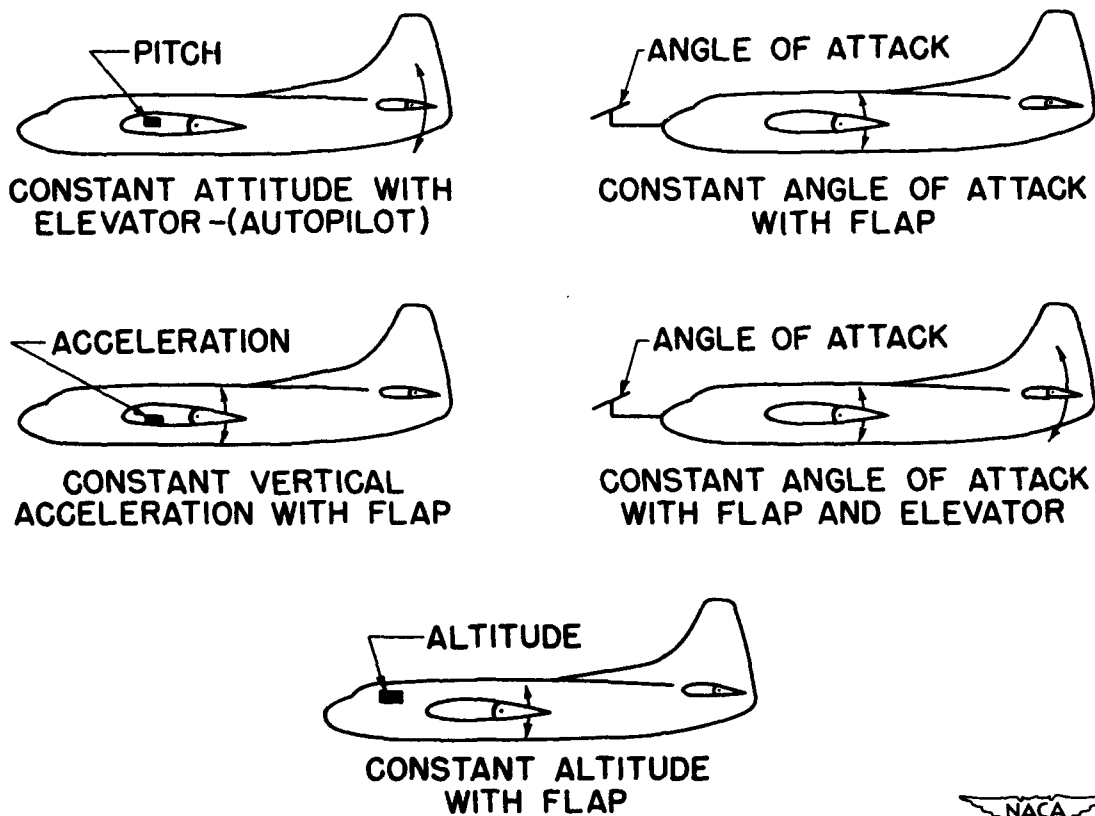 PITCH
CONSTANT ATTITUDE WITH
ELEVATOR-(AUTOPILOT)
ANGLE OF ATTACK
CONSTANT ANGLE OF ATTACK
WITH FLAP
ACCELERATION
CONSTANT VERTICAL
ACCELERATION WITH FLAP
ANGLE OF ATTACK
CONSTANT ANGLE OF ATTACK
WITH FLAP AND ELEVATOR
ALTITUDE
CONSTANT ALTITUDE
WITH FLAP
NACA